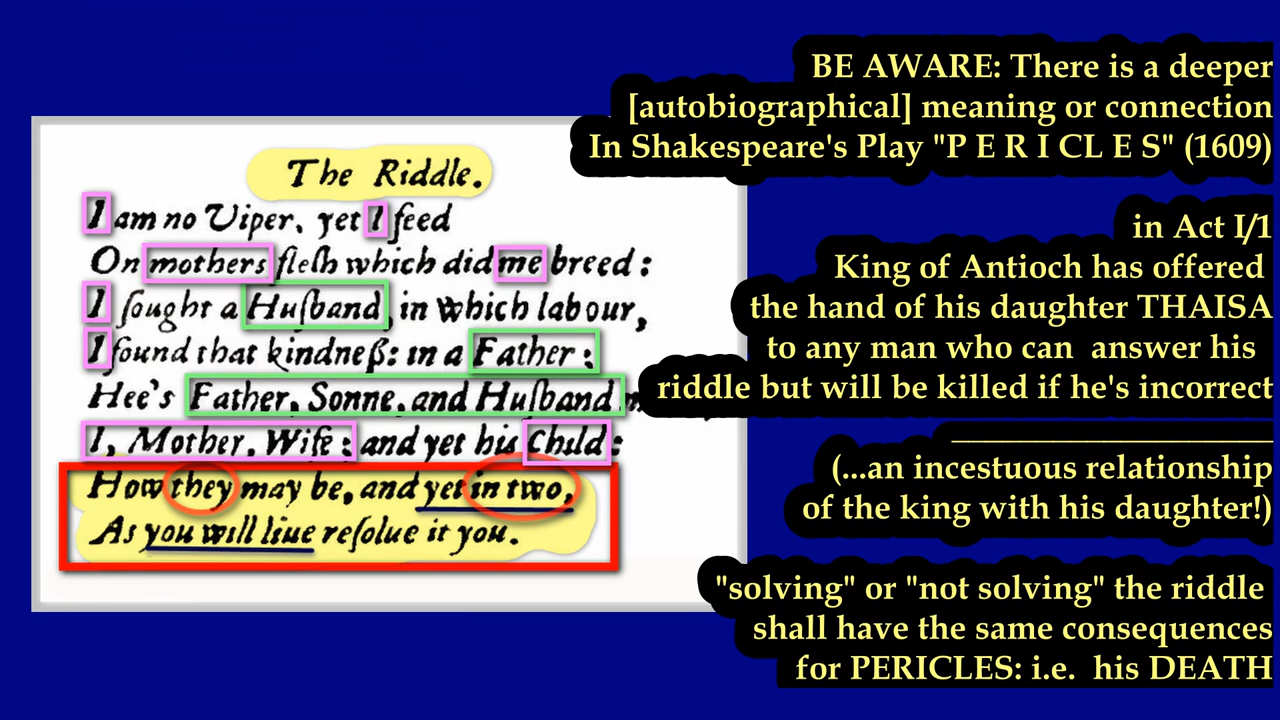 The Riddle.
I am no Viper, yet I feed
On mothers fleſh which did me breed :
I ſought a Huſband, in which labour,
I found that kindneß: in a Father :
Hee's Father, Sonne, and Huſband
I, Mother, Wife : and yet his Child :
How they may be, and yet in two,
As you will liue reſolue it you.
BE AWARE: There is a deeper
[autobiographical] meaning or connection
In Shakespeare's Play "P E R I CL E S" (1609)
in Act I/1
King of Antioch has offered
the hand of his daughter THAISA
to any man who can answer his
riddle but will be killed if he's incorrect
(...an incestuous relationship
of the king with his daughter!)
"solving" or "not solving" the riddle
shall have the same consequences
for PERICLES: i.e. his DEATH